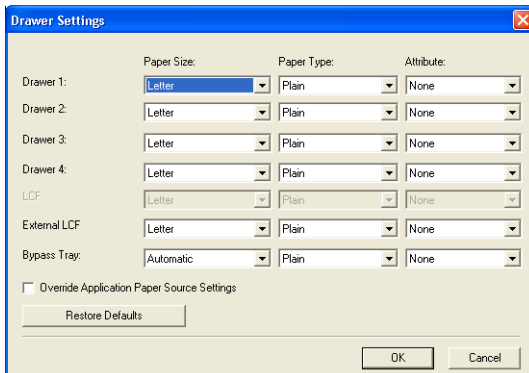 Drawer Settings
Paper Size: Paper Type: Attribute:
Drawer 1: Letter Plain None
Drawer 2: Letter Plain None
Drawer 3: Letter Plain None
Drawer 4: Letter Plain None
LCF Letter Plain None
External LCF Letter Plain None
Bypass Tray: Automatic Plain None
Override Application Paper Source Settings
Restore Defaults
OK Cancel